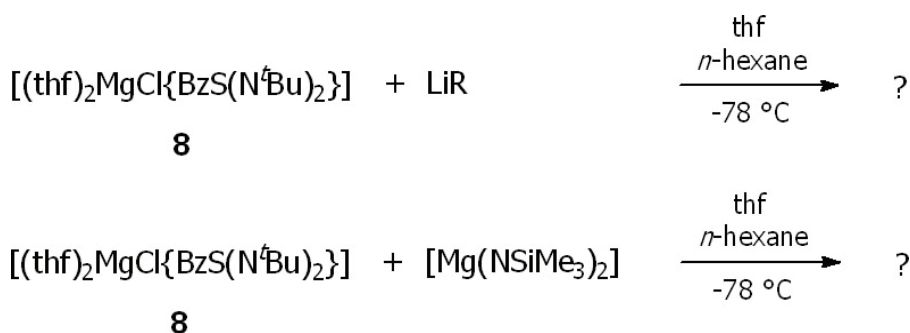 thf
n-hexane
[(thf)₂MgCl{BzS(NᵗBu)₂}] + LiR -78 °C ?
8
thf
n-hexane
[(thf)₂MgCl{BzS(NᵗBu)₂}] + [Mg(NSiMe₃)₂] -78 °C ?
8